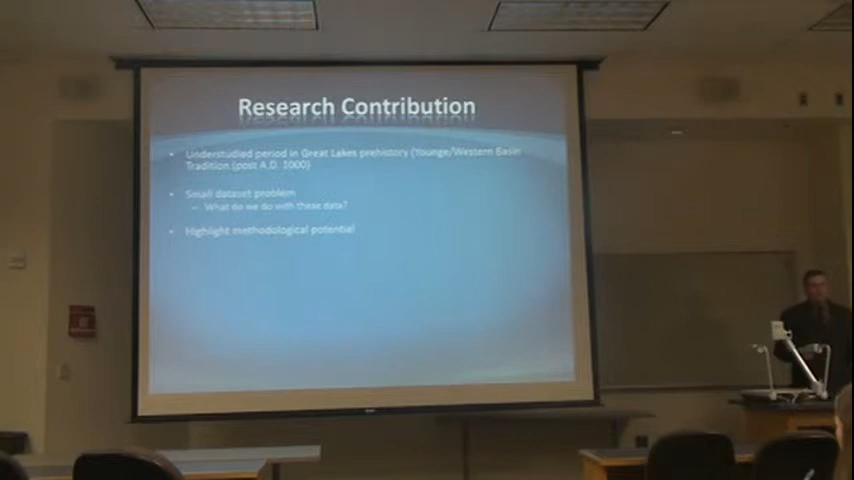 Research Contribution
• Understudied period in Great Lakes prehistory (Younge/Western Basin
Tradition (post A.D. 1000)
• Small dataset problem
– What do we do with these data?
• Highlight methodological potential